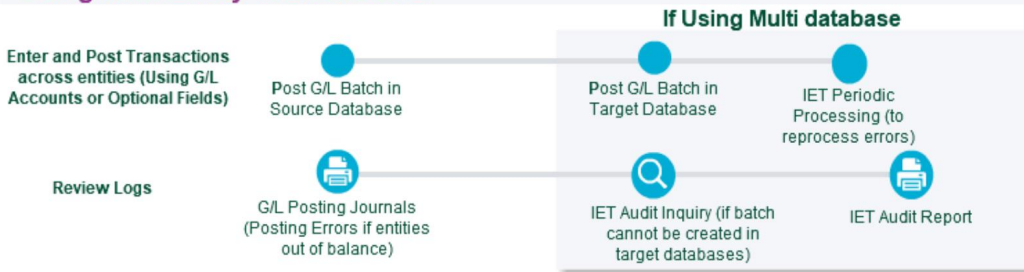 If Using Multi database
Enter and Post Transactions
across entities (Using G/L
Accounts or Optional Fields)
Post G/L Batch in
Source Database
Post G/L Batch in
Target Database
IET Periodic
Processing (to
reprocess errors)
Review Logs
G/L Posting Journals
(Posting Errors if entities
out of balance)
IET Audit Inquiry (if batch
cannot be created in
target databases)
IET Audit Report